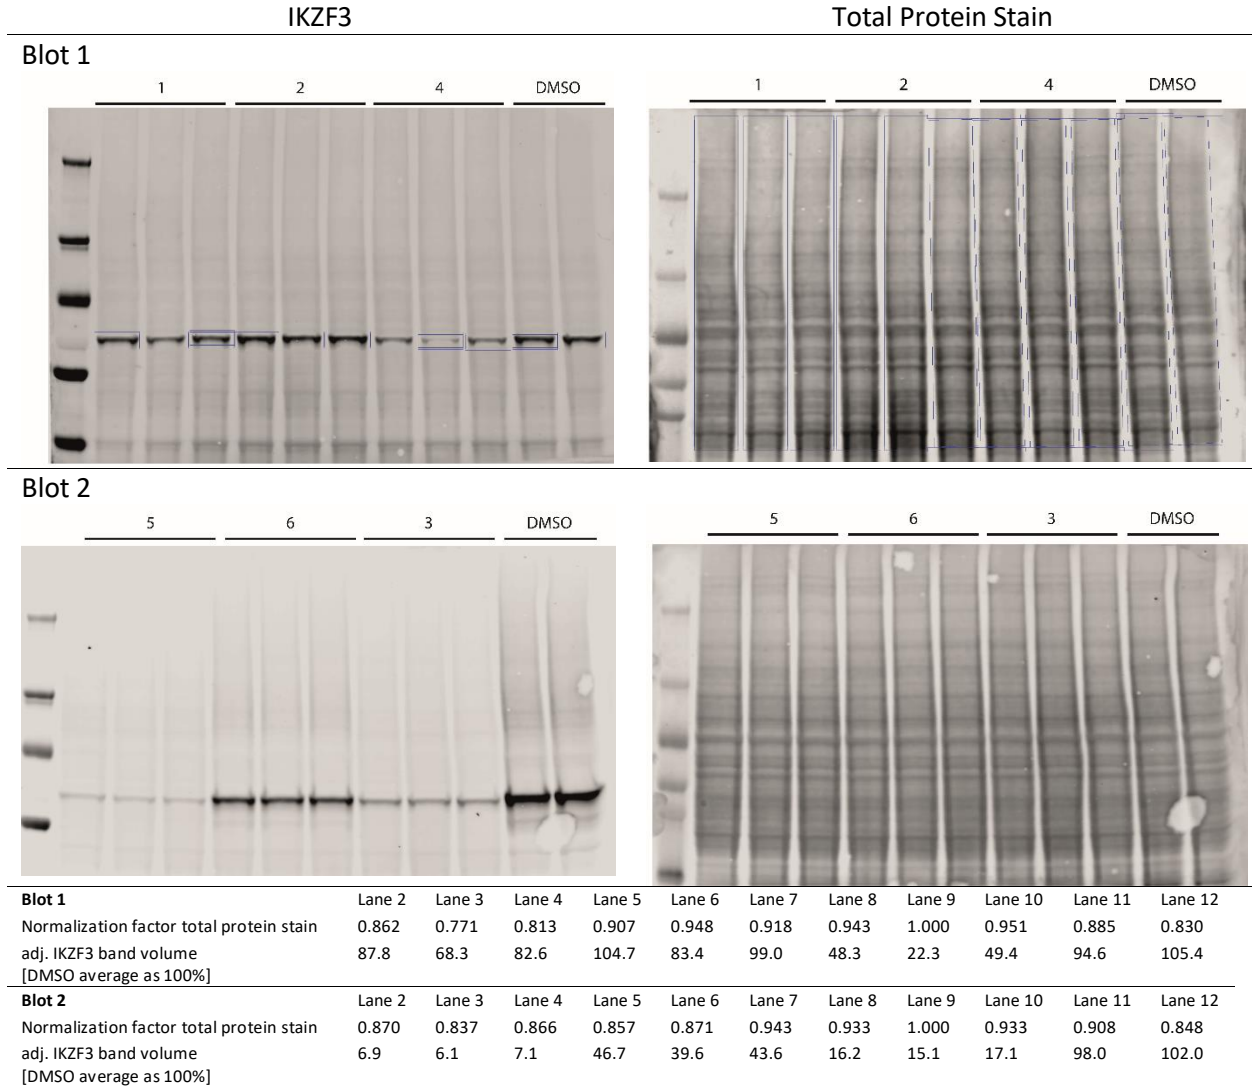 IKZF3 Total Protein Stain
Blot 1
1 2 4 DMSO 1 2 4 DMSO
Blot 2
5 6 3 DMSO 5 6 3 DMSO
Blot 1 Lane 2 Lane 3 Lane 4 Lane 5 Lane 6 Lane 7 Lane 8 Lane 9 Lane 10 Lane 11 Lane 12
Normalization factor total protein stain 0.862 0.771 0.813 0.907 0.948 0.918 0.943 1.000 0.951 0.885 0.830
adj. IKZF3 band volume 87.8 68.3 82.6 104.7 83.4 99.0 48.3 22.3 49.4 94.6 105.4
[DMSO average as 100%]
Blot 2 Lane 2 Lane 3 Lane 4 Lane 5 Lane 6 Lane 7 Lane 8 Lane 9 Lane 10 Lane 11 Lane 12
Normalization factor total protein stain 0.870 0.837 0.866 0.857 0.871 0.943 0.933 1.000 0.933 0.908 0.848
adj. IKZF3 band volume 6.9 6.1 7.1 46.7 39.6 43.6 16.2 15.1 17.1 98.0 102.0
[DMSO average as 100%]